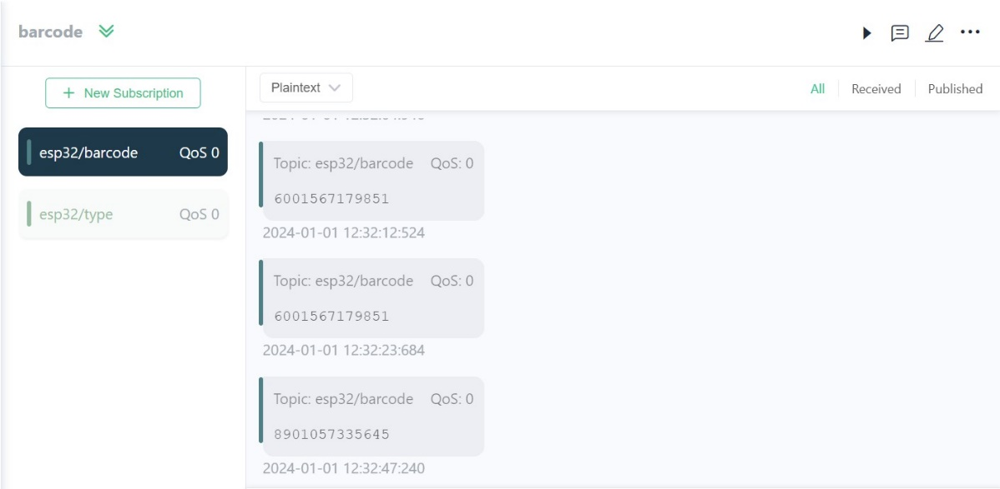 barcode
New Subscription
esp32/barcode QoS 0
esp32/type QoS 0
Plaintext
All Received Published
Topic: esp32/barcode QoS: 0
6001567179851
2024-01-01 12:32:12:524
Topic: esp32/barcode QoS: 0
6001567179851
2024-01-01 12:32:23:684
Topic: esp32/barcode QoS: 0
8901057335645
2024-01-01 12:32:47:240